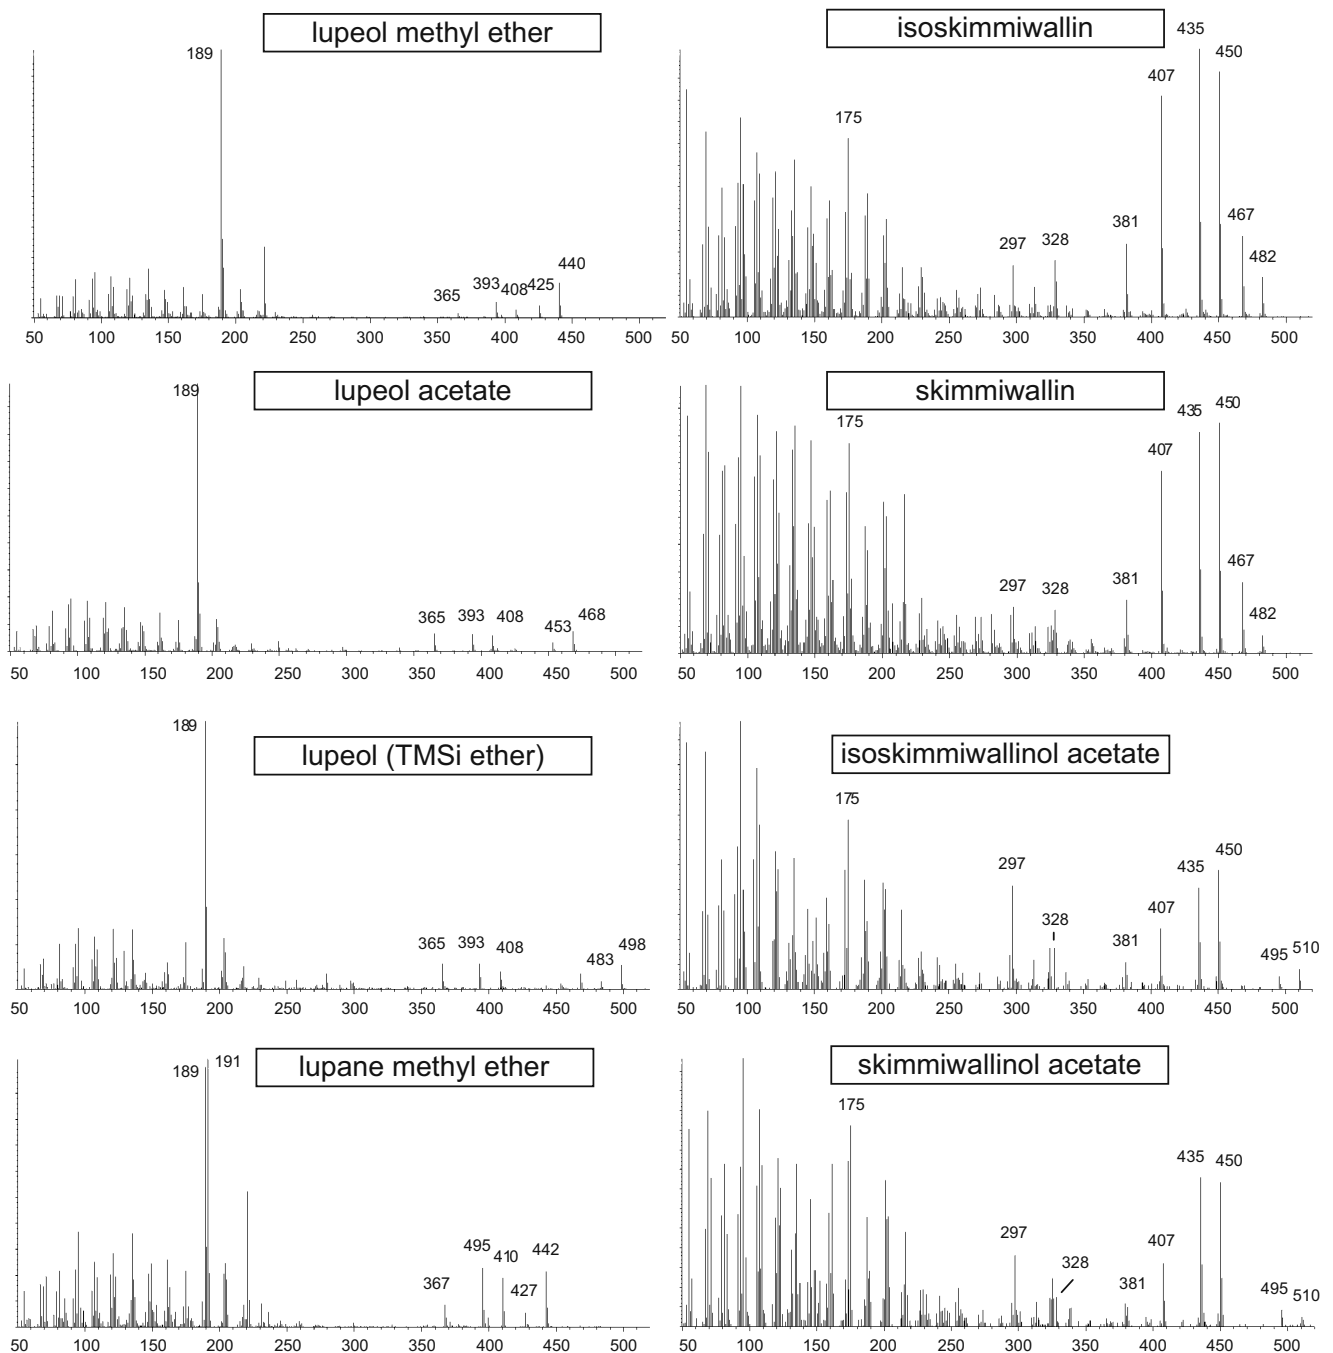 lupeol methyl ether
189
365 393 408 425 440
50 100 150 200 250 300 350 400 450 500
isoskimmiwallin
175 297 328 381 407 435 450 467 482
50 100 150 200 250 300 350 400 450 500
lupeol acetate
189
365 393 408 453 468
50 100 150 200 250 300 350 400 450 500
skimmiwallin
175 297 328 381 407 435 450 467 482
50 100 150 200 250 300 350 400 450 500
lupeol (TMSi ether)
189
365 393 408 483 498
50 100 150 200 250 300 350 400 450 500
isoskimmiwallinol acetate
175 297 328 381 407 435 450 495 510
50 100 150 200 250 300 350 400 450 500
lupane methyl ether
189 191
367 495 410 427 442
50 100 150 200 250 300 350 400 450 500
skimmiwallinol acetate
175 297 328 381 407 435 450 495 510
50 100 150 200 250 300 350 400 450 500